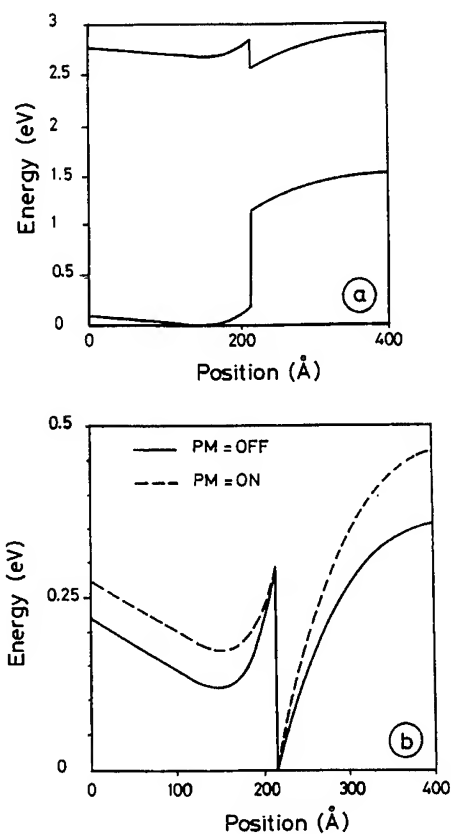 3
2.5
2
1.5
1
0.5
0
Energy (eV)
0
200
400
Position (Å)
a
0.5
0.25
0
Energy (eV)
PM = OFF
PM = ON
0
100
200
300
400
Position (Å)
b